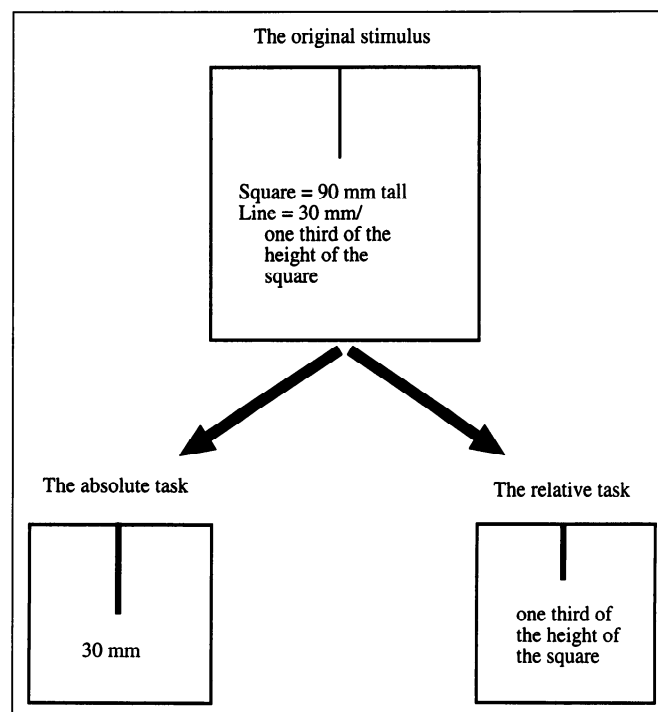 The original stimulus
Square = 90 mm tall
Line = 30 mm/
one third of the
height of the
square
The absolute task
The relative task
30 mm
one third of
the height of
the square